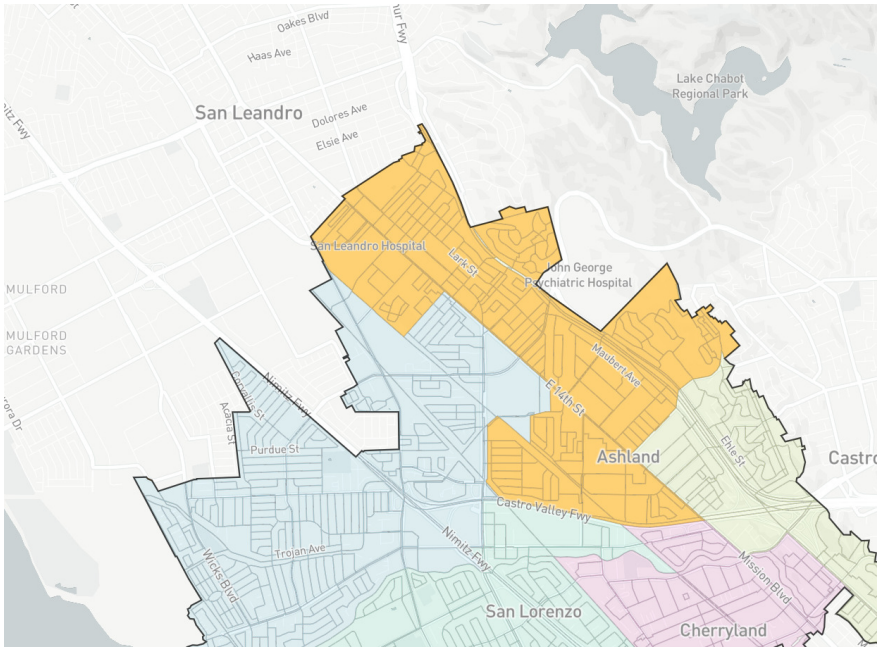 Oakes Blvd
Haas Ave
Lake Chabot
Regional Park
San Leandro
Dolores Ave
Elsie Ave
San Leandro Hospital
Lark St
John George
Psychiatric Hospital
MULFORD
MULFORD
GARDENS
Maubert Ave
Nimitz Fwy
Corvallis St
Acacia St
E 14th St
Purdue St
Ehle St
Ashland
Castro
Castro Valley Fwy
Nimitz Fwy
Trojan Ave
Wicks Blvd
Mission Blvd
San Lorenzo
Cherryland